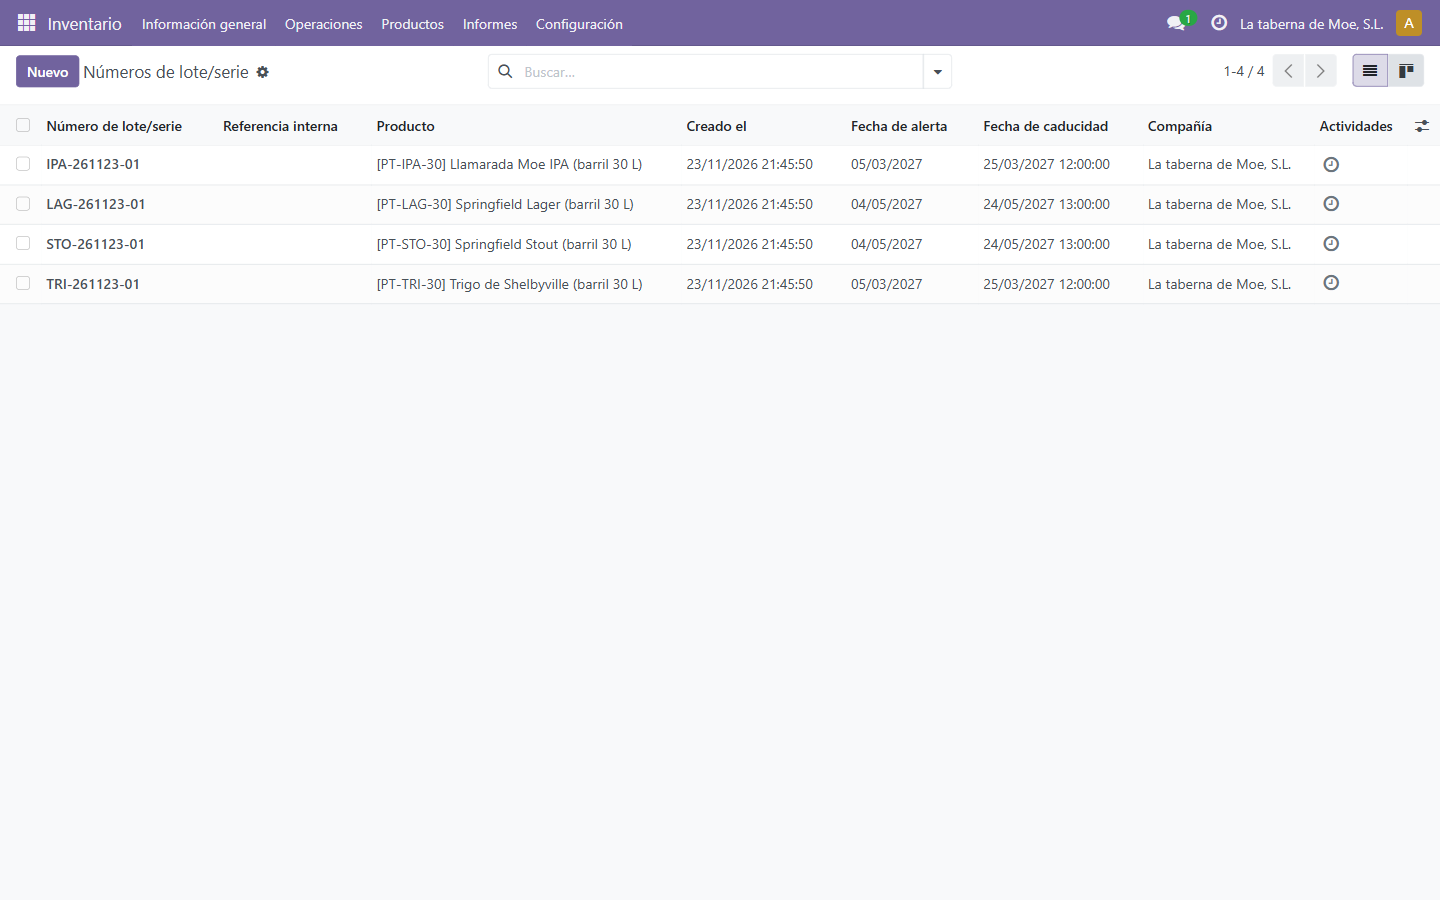 Inventario Información general Operaciones Productos Informes Configuración 1 La taberna de Moe, S.L. A
Nuevo Números de lote/serie Buscar... 1-4 / 4
Número de lote/serie Referencia interna Producto Creado el Fecha de alerta Fecha de caducidad Compañía Actividades
IPA-261123-01 [PT-IPA-30] Llamarada Moe IPA (barril 30 L) 23/11/2026 21:45:50 05/03/2027 25/03/2027 12:00:00 La taberna de Moe, S.L.
LAG-261123-01 [PT-LAG-30] Springfield Lager (barril 30 L) 23/11/2026 21:45:50 04/05/2027 24/05/2027 13:00:00 La taberna de Moe, S.L.
STO-261123-01 [PT-STO-30] Springfield Stout (barril 30 L) 23/11/2026 21:45:50 04/05/2027 24/05/2027 13:00:00 La taberna de Moe, S.L.
TRI-261123-01 [PT-TRI-30] Trigo de Shelbyville (barril 30 L) 23/11/2026 21:45:50 05/03/2027 25/03/2027 12:00:00 La taberna de Moe, S.L.